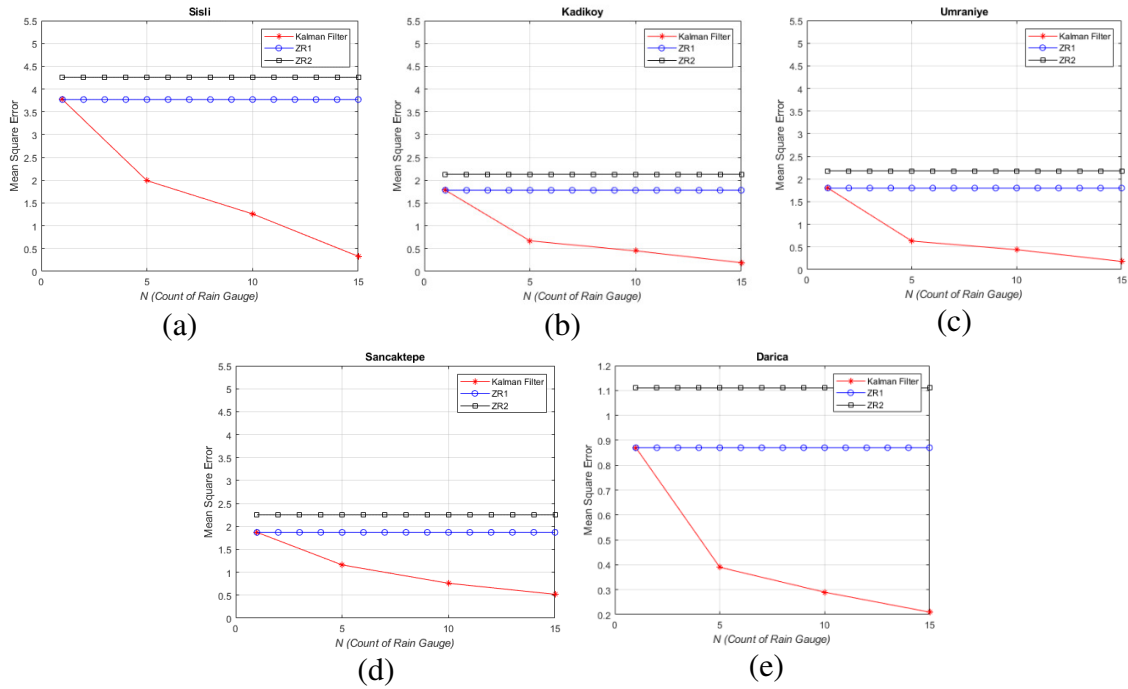 Sisli
Mean Square Error
5.5
5
4.5
4
3.5
3
2.5
2
1.5
1
0.5
0
0
5
10
15
N (Count of Rain Gauge)
Kalman Filter
ZR1
ZR2
(a)
Kadikoy
Mean Square Error
5.5
5
4.5
4
3.5
3
2.5
2
1.5
1
0.5
0
0
5
10
15
N (Count of Rain Gauge)
Kalman Filter
ZR1
ZR2
(b)
Umraniye
Mean Square Error
5.5
5
4.5
4
3.5
3
2.5
2
1.5
1
0.5
0
0
5
10
15
N (Count of Rain Gauge)
Kalman Filter
ZR1
ZR2
(c)
Sancaktepe
Mean Square Error
5.5
5
4.5
4
3.5
3
2.5
2
1.5
1
0.5
0
0
5
10
15
N (Count of Rain Gauge)
Kalman Filter
ZR1
ZR2
(d)
Darica
Mean Square Error
1.2
1.1
1
0.9
0.8
0.7
0.6
0.5
0.4
0.3
0.2
0
5
10
15
N (Count of Rain Gauge)
Kalman Filter
ZR1
ZR2
(e)